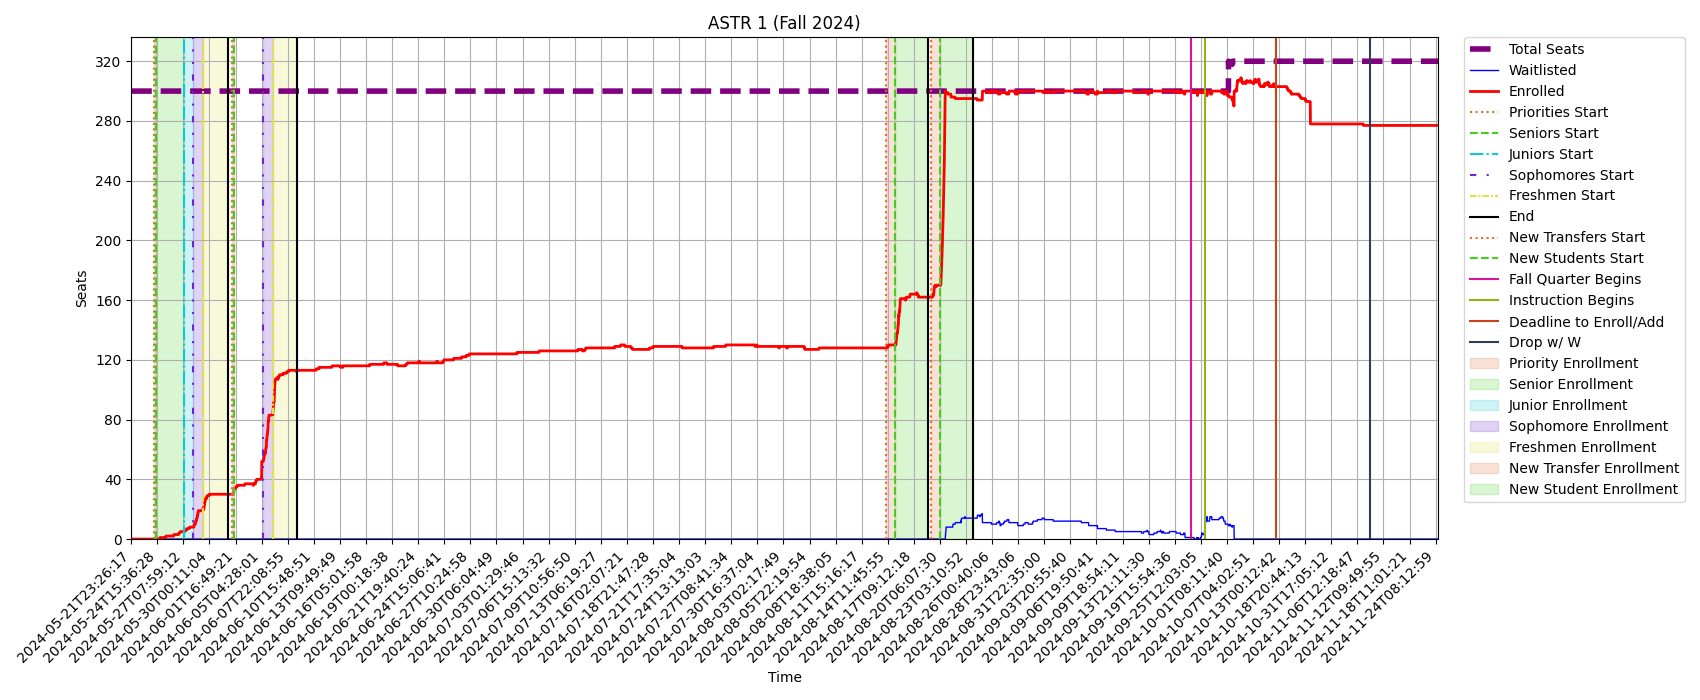 ASTR 1 (Fall 2024)
Seats
320
280
240
200
160
120
80
40
0
2024-05-21T23:26:17
2024-05-24T15:36:28
2024-05-27T07:59:12
2024-05-30T00:11:04
2024-06-01T16:49:21
2024-06-05T04:28:01
2024-06-07T22:08:53
2024-06-10T15:48:51
2024-06-13T09:49:49
2024-06-16T05:01:58
2024-06-19T00:18:38
2024-06-21T19:40:24
2024-06-24T15:06:41
2024-06-27T10:24:58
2024-06-30T06:04:49
2024-07-03T01:29:46
2024-07-06T15:13:32
2024-07-09T10:56:50
2024-07-13T06:19:27
2024-07-16T02:07:21
2024-07-18T21:47:28
2024-07-21T17:35:04
2024-07-24T13:13:03
2024-07-27T08:41:34
2024-07-30T16:37:04
2024-08-03T02:17:49
2024-08-05T22:19:54
2024-08-08T18:38:05
2024-08-11T15:16:17
2024-08-14T11:45:55
2024-08-17T09:12:18
2024-08-20T06:07:30
2024-08-23T03:10:52
2024-08-26T00:40:06
2024-08-28T23:43:06
2024-08-31T22:35:00
2024-09-03T20:55:40
2024-09-06T19:50:41
2024-09-09T18:54:11
2024-09-13T21:11:30
2024-09-19T15:54:36
2024-09-25T12:03:05
2024-10-01T08:11:40
2024-10-07T04:02:51
2024-10-13T00:12:42
2024-10-18T20:44:13
2024-10-31T17:05:12
2024-11-06T12:18:47
2024-11-12T09:49:55
2024-11-18T11:01:22
2024-11-24T08:12:59
Time
Total Seats
Waitlisted
Enrolled
Priorities Start
Seniors Start
Juniors Start
Sophomores Start
Freshmen Start
End
New Transfers Start
New Students Start
Fall Quarter Begins
Instruction Begins
Deadline to Enroll/Add
Drop w/ W
Priority Enrollment
Senior Enrollment
Junior Enrollment
Sophomore Enrollment
Freshmen Enrollment
New Transfer Enrollment
New Student Enrollment